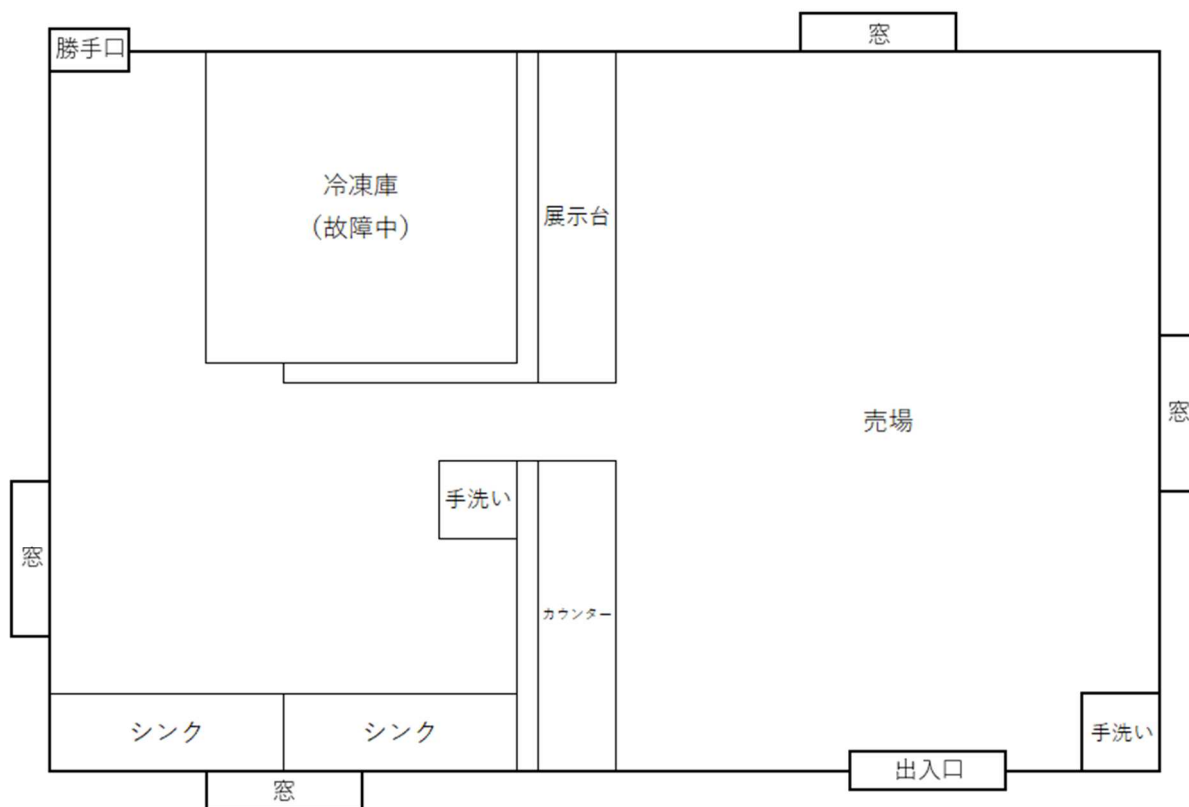 勝手口
窓
冷凍庫
（故障中）
展示台
売場
窓
手洗い
窓
カウンター
シンク
シンク
手洗い
出入口
窓